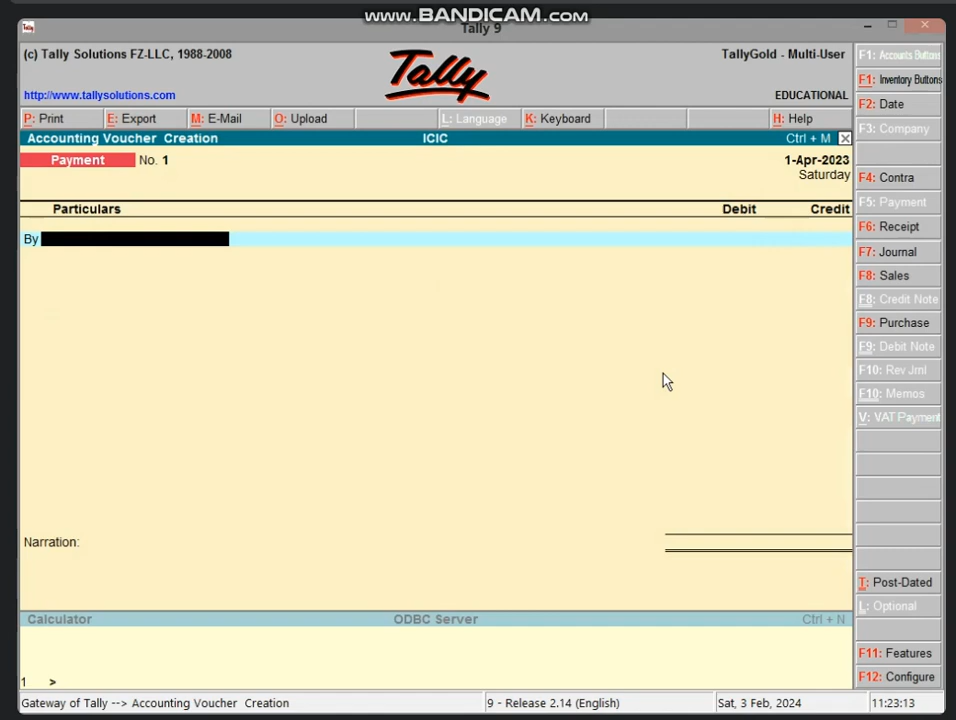 www.BANDICAM.com
Tally 9
(c) Tally Solutions FZ-LLC, 1988-2008
Tally
TallyGold - Multi-User
http://www.tallysolutions.com
EDUCATIONAL
P: Print E: Export M: E-Mail O: Upload L: Language K: Keyboard H: Help
Accounting Voucher Creation ICIC Ctrl + M
Payment No. 1 1-Apr-2023
Saturday
Particulars Debit Credit
By
Narration:
Calculator ODBC Server Ctrl + N
1 >
Gateway of Tally --> Accounting Voucher Creation 9 - Release 2.14 (English) Sat, 3 Feb, 2024 11:23:13
F1: Accounts Buttons
F1: Inventory Buttons
F2: Date
F3: Company
F4: Contra
F5: Payment
F6: Receipt
F7: Journal
F8: Sales
F8: Credit Note
F9: Purchase
F9: Debit Note
F10: Rev Jrnl
F10: Memos
V: VAT Payment
T: Post-Dated
L: Optional
F11: Features
F12: Configure